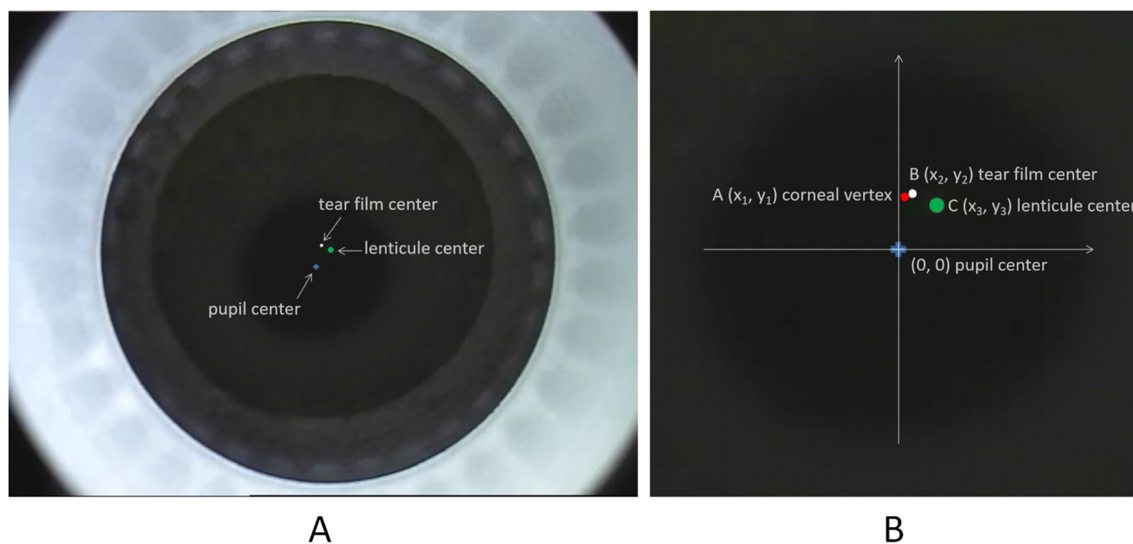 tear film center
lenticule center
pupil center
B (x₂, y₂) tear film center
A (x₁, y₁) corneal vertex
C (x₃, y₃) lenticule center
(0, 0) pupil center
A
B